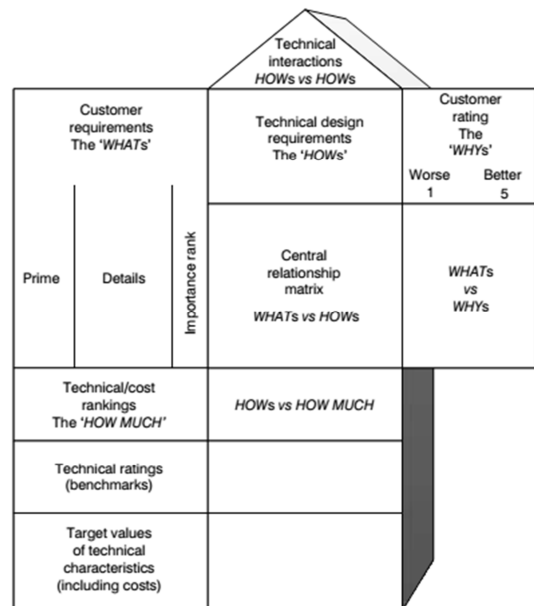 Technical
interactions
HOWs vs HOWs
Customer
requirements
The ‘WHATs’
Technical design
requirements
The ‘HOWs’
Customer
rating
The
‘WHYs’
Worse
1
Better
5
Prime
Details
Importance rank
Central
relationship
matrix
WHATs vs HOWs
WHATs
vs
WHYs
Technical/cost
rankings
The ‘HOW MUCH’
HOWs vs HOW MUCH
Technical ratings
(benchmarks)
Target values
of technical
characteristics
(including costs)